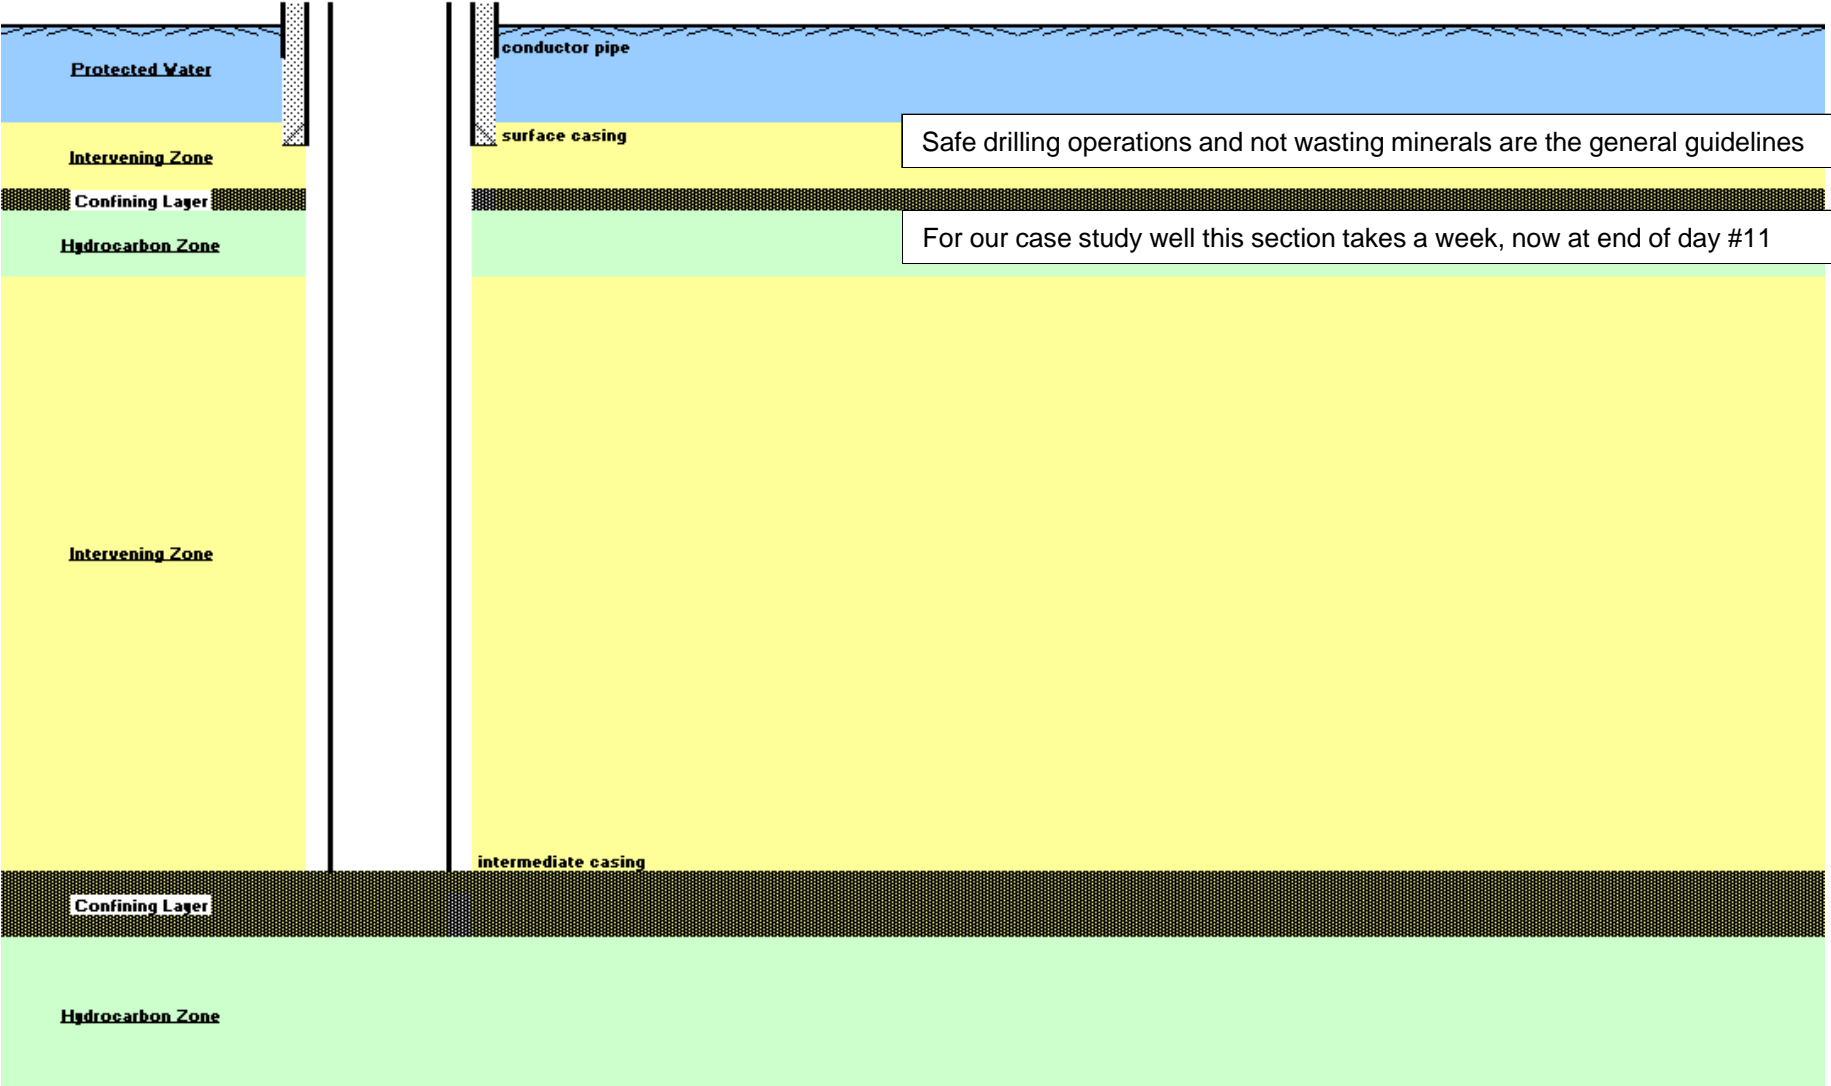 conductor pipe
Protected Water
surface casing
Safe drilling operations and not wasting minerals are the general guidelines
Intervening Zone
Confining Layer
Hydrocarbon Zone
For our case study well this section takes a week, now at end of day #11
Intervening Zone
intermediate casing
Confining Layer
Hydrocarbon Zone